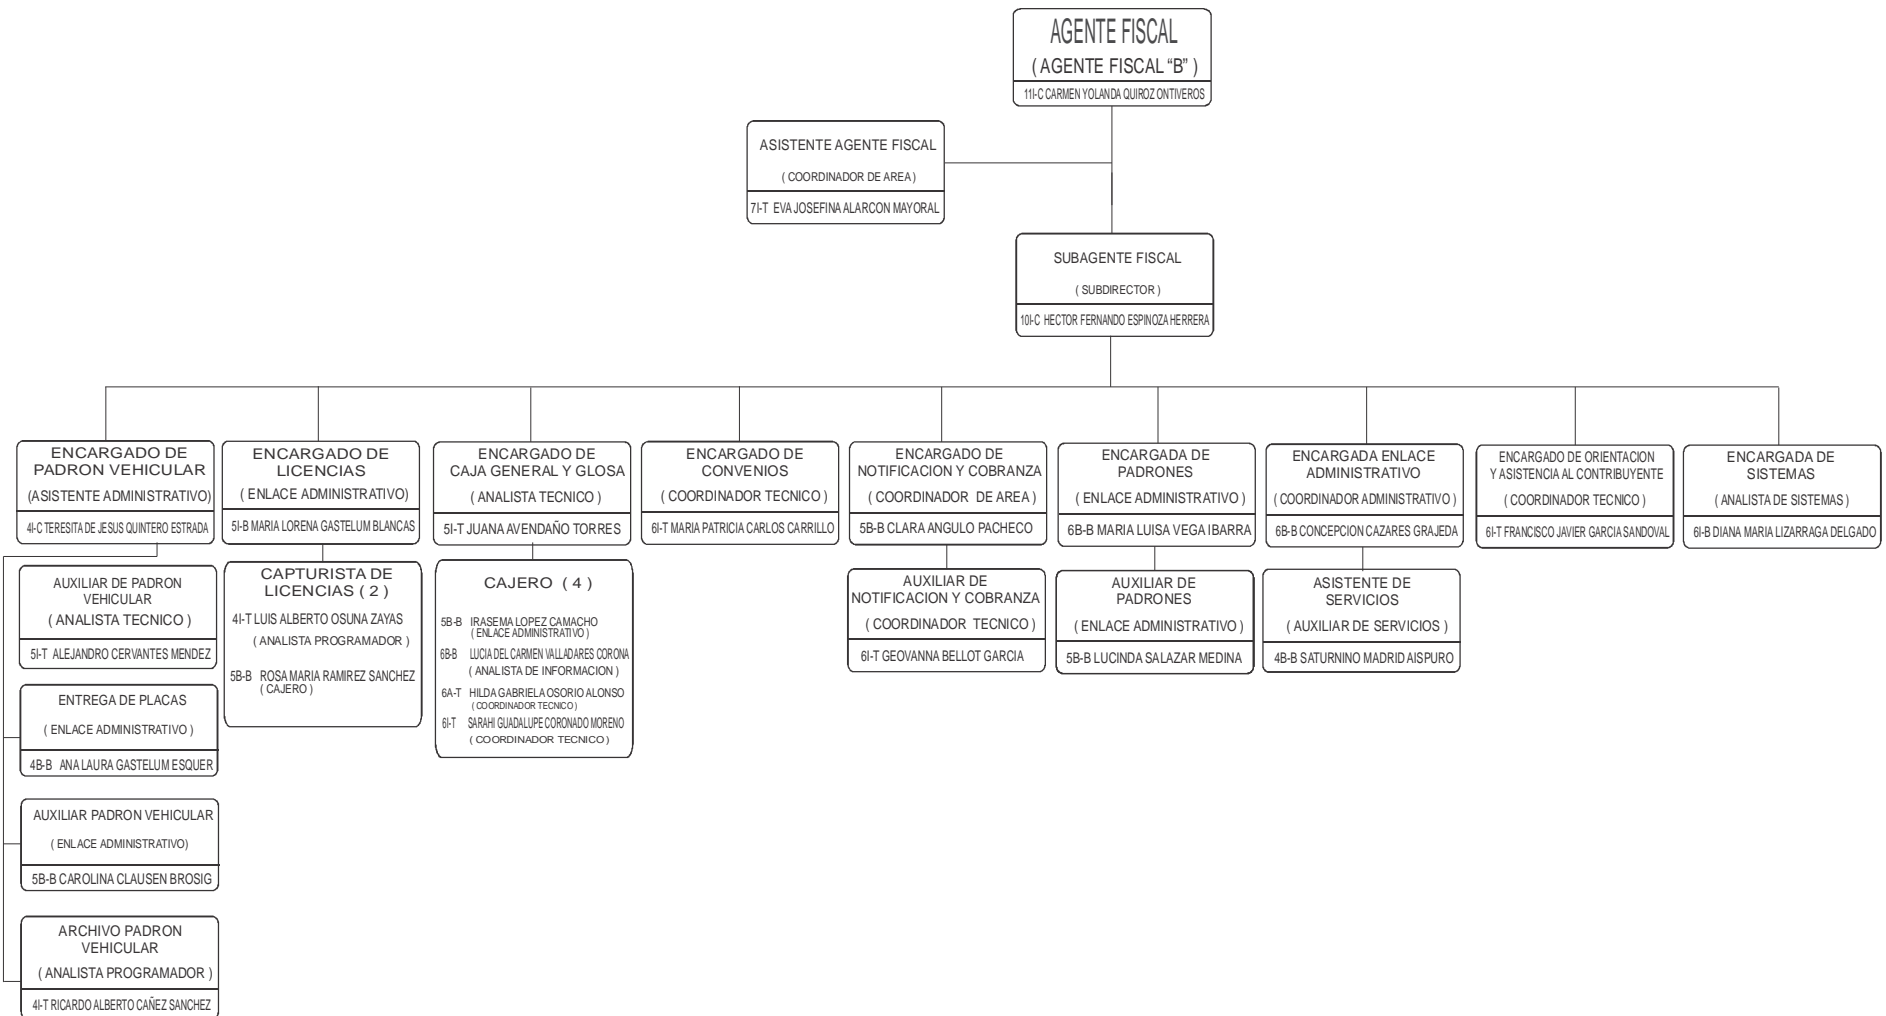 AGENTE FISCAL
( AGENTE FISCAL “B” )
11I-C CARMEN YOLANDA QUIROZ ONTIVEROS
ASISTENTE AGENTE FISCAL
( COORDINADOR DE AREA )
7I-T EVA JOSEFINA ALARCON MAYORAL
SUBAGENTE FISCAL
( SUBDIRECTOR )
10I-C HECTOR FERNANDO ESPINOZA HERRERA
ENCARGADO DE
PADRON VEHICULAR
(ASISTENTE ADMINISTRATIVO)
4I-C TERESITA DE JESUS QUINTERO ESTRADA
AUXILIAR DE PADRON
VEHICULAR
( ANALISTA TECNICO )
5I-T ALEJANDRO CERVANTES MENDEZ
ENTREGA DE PLACAS
( ENLACE ADMINISTRATIVO )
4B-B ANA LAURA GASTELUM ESQUER
AUXILIAR PADRON VEHICULAR
( ENLACE ADMINISTRATIVO)
5B-B CAROLINA CLAUSEN BROSIG
ARCHIVO PADRON
VEHICULAR
( ANALISTA PROGRAMADOR )
4I-T RICARDO ALBERTO CAÑEZ SANCHEZ
ENCARGADO DE
LICENCIAS
( ENLACE ADMINISTRATIVO)
5I-B MARIA LORENA GASTELUM BLANCAS
CAPTURISTA DE
LICENCIAS ( 2 )
4I-T LUIS ALBERTO OSUNA ZAYAS
( ANALISTA PROGRAMADOR )
5B-B ROSA MARIA RAMIREZ SANCHEZ
( CAJERO )
ENCARGADO DE
CAJA GENERAL Y GLOSA
( ANALISTA TECNICO )
5I-T JUANA AVENDAÑO TORRES
CAJERO ( 4 )
5B-B IRASEMA LOPEZ CAMACHO
( ENLACE ADMINISTRATIVO )
6B-B LUCIA DEL CARMEN VALLADARES CORONA
( ANALISTA DE INFORMACION )
6A-T HILDA GABRIELA OSORIO ALONSO
( COORDINADOR TECNICO )
6I-T SARAHI GUADALUPE CORONADO MORENO
( COORDINADOR TECNICO )
ENCARGADO DE
CONVENIOS
( COORDINADOR TECNICO )
6I-T MARIA PATRICIA CARLOS CARRILLO
ENCARGADO DE
NOTIFICACION Y COBRANZA
( COORDINADOR DE AREA )
5B-B CLARA ANGULO PACHECO
AUXILIAR DE
NOTIFICACION Y COBRANZA
( COORDINADOR TECNICO )
6I-T GEOVANNA BELLOT GARCIA
ENCARGADA DE
PADRONES
( ENLACE ADMINISTRATIVO )
6B-B MARIA LUISA VEGA IBARRA
AUXILIAR DE
PADRONES
( ENLACE ADMINISTRATIVO )
5B-B LUCINDA SALAZAR MEDINA
ENCARGADA ENLACE
ADMINISTRATIVO
( COORDINADOR ADMINISTRATIVO )
6B-B CONCEPCION CAZARES GRAJEDA
ASISTENTE DE
SERVICIOS
( AUXILIAR DE SERVICIOS )
4B-B SATURNINO MADRID AISPURO
ENCARGADO DE ORIENTACION
Y ASISTENCIA AL CONTRIBUYENTE
( COORDINADOR TECNICO )
6I-T FRANCISCO JAVIER GARCIA SANDOVAL
ENCARGADA DE
SISTEMAS
( ANALISTA DE SISTEMAS )
6I-B DIANA MARIA LIZARRAGA DELGADO